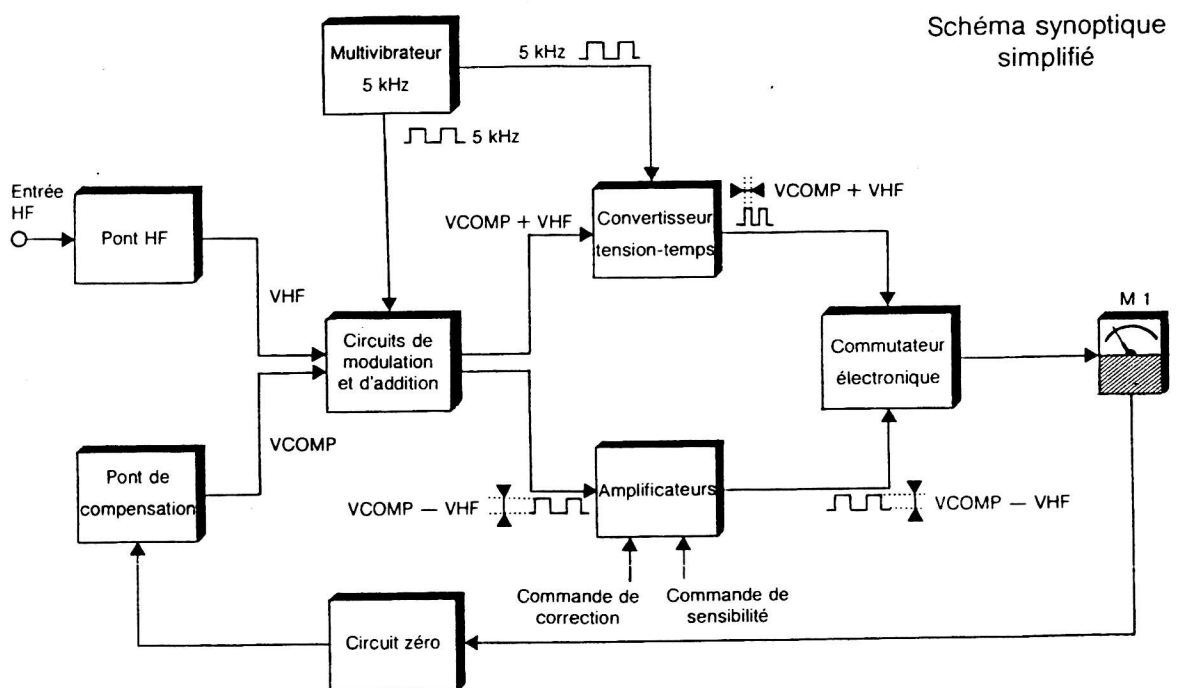 Schéma synoptique
simplifié
Multivibrateur
5 kHz
5 kHz
5 kHz
Entrée
HF
Pont HF
VHF
VCOMP + VHF
Convertisseur
tension-temps
VCOMP + VHF
Circuits de
modulation
et d'addition
Commutateur
électronique
M 1
VCOMP
Pont de
compensation
VCOMP — VHF
Amplificateurs
VCOMP — VHF
Commande de
correction
Commande de
sensibilité
Circuit zéro